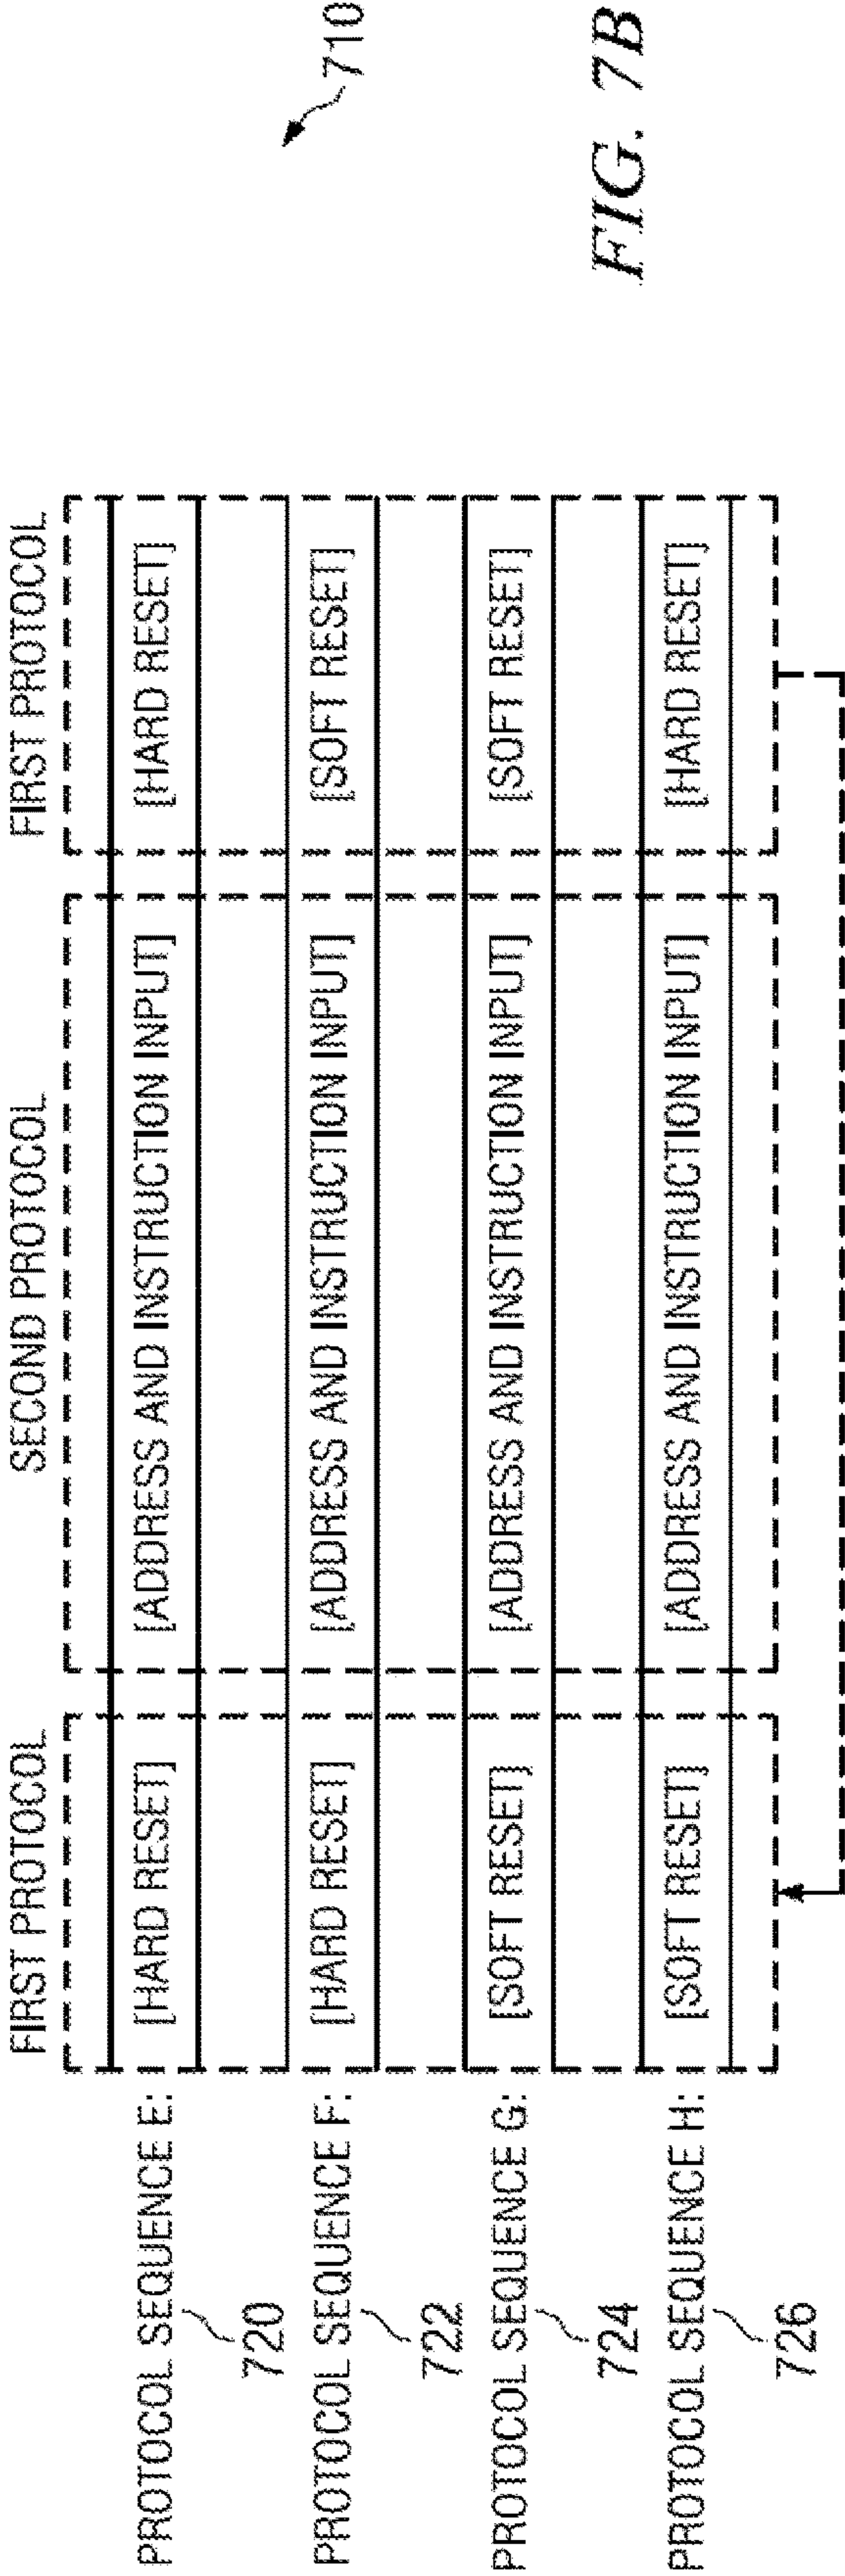 FIRST PROTOCOL SECOND PROTOCOL FIRST PROTOCOL
PROTOCOL SEQUENCE E: [HARD RESET] [ADDRESS AND INSTRUCTION INPUT] [HARD RESET]
720
PROTOCOL SEQUENCE F: [HARD RESET] [ADDRESS AND INSTRUCTION INPUT] [SOFT RESET]
722
710
PROTOCOL SEQUENCE G: [SOFT RESET] [ADDRESS AND INSTRUCTION INPUT] [SOFT RESET]
724
PROTOCOL SEQUENCE H: [SOFT RESET] [ADDRESS AND INSTRUCTION INPUT] [HARD RESET]
726
FIG. 7B